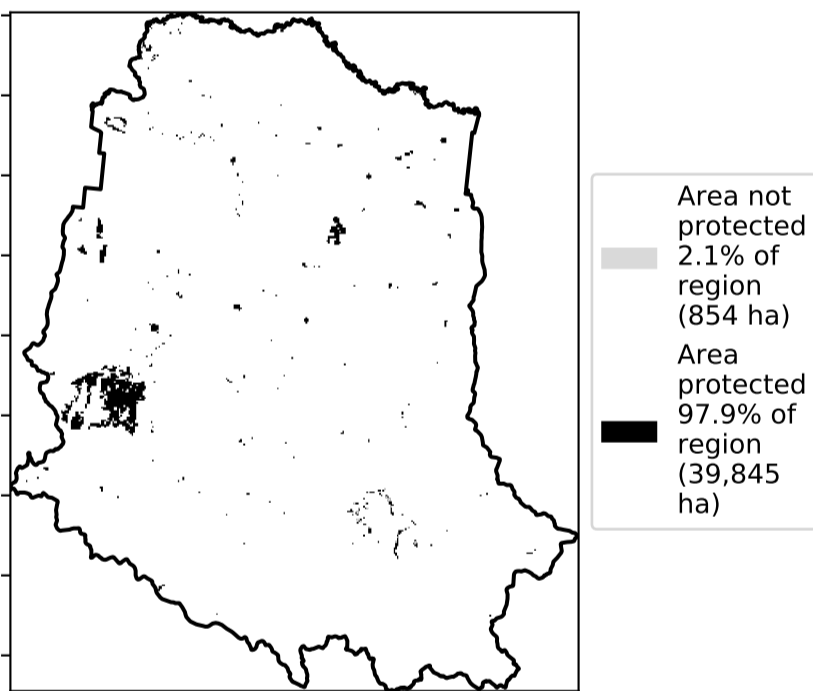 Area not
protected
2.1% of
region
(854 ha)
Area
protected
97.9% of
region
(39,845
ha)